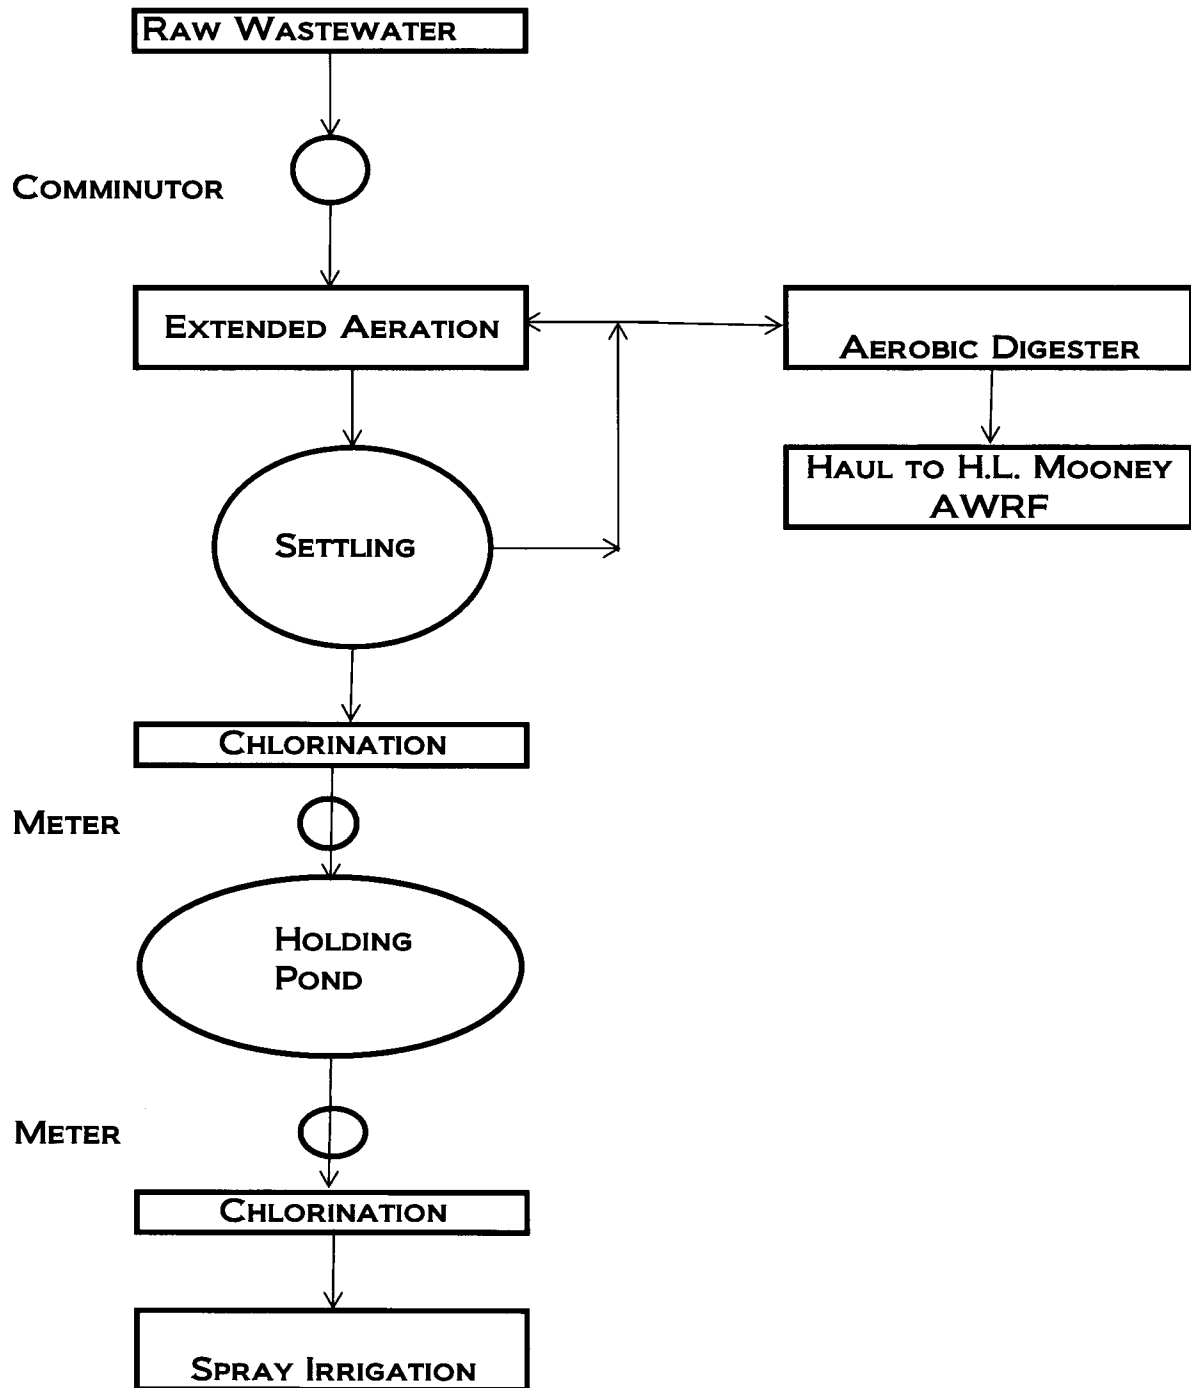 RAW WASTEWATER
COMMINUTOR
EXTENDED AERATION
AEROBIC DIGESTER
HAUL TO H.L. MOONEY
AWRF
SETTLING
CHLORINATION
METER
HOLDING
POND
METER
CHLORINATION
SPRAY IRRIGATION